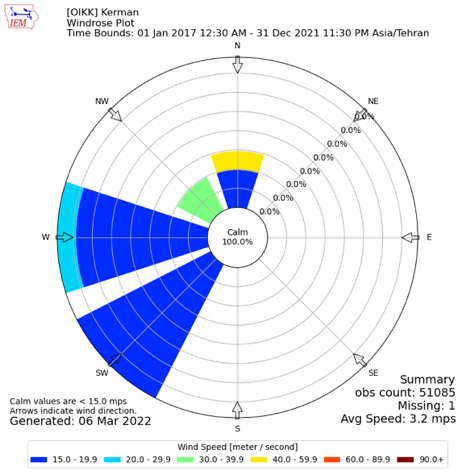 IEM
[OIKK] Kerman
Windrose Plot
Time Bounds: 01 Jan 2017 12:30 AM - 31 Dec 2021 11:30 PM Asia/Tehran
N
NW
NE
0.0%
0.0%
0.0%
0.0%
0.0%
0.0%
0.0%
0.0%
Calm
100.0%
W
E
SW
SE
S
Calm values are < 15.0 mps
Arrows indicate wind direction.
Generated: 06 Mar 2022
Summary
obs count: 51085
Missing: 1
Avg Speed: 3.2 mps
Wind Speed [meter / second]
15.0 - 19.9 20.0 - 29.9 30.0 - 39.9 40.0 - 59.9 60.0 - 89.9 90.0+